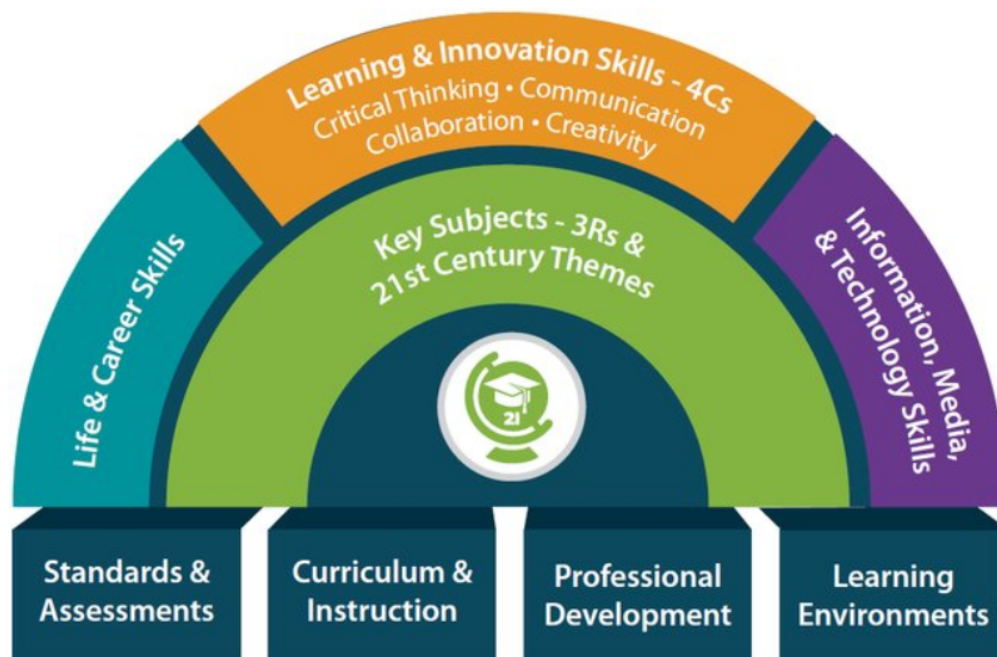 Learning & Innovation Skills - 4Cs
Critical Thinking • Communication
Collaboration • Creativity
Life & Career Skills
Key Subjects - 3Rs &
21st Century Themes
Information, Media,
& Technology Skills
21
Standards &
Assessments
Curriculum &
Instruction
Professional
Development
Learning
Environments